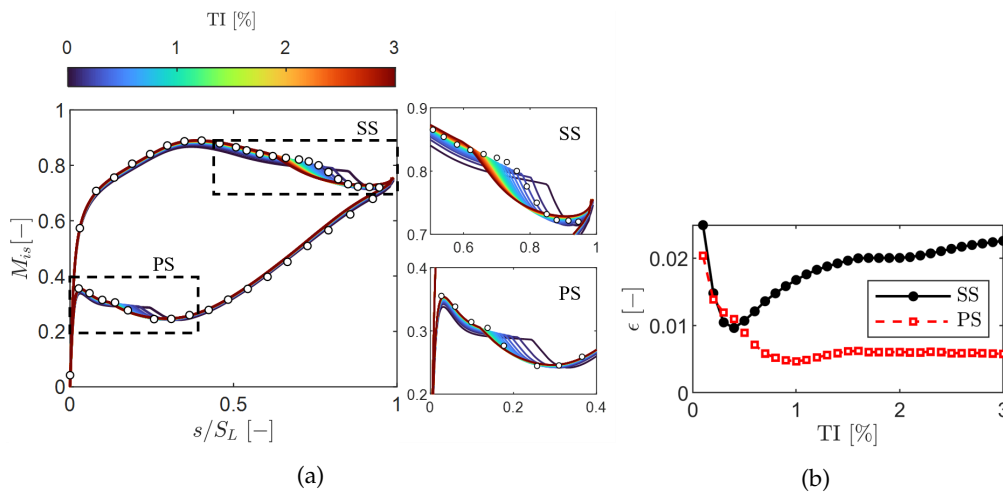 TI [%]
0 1 2 3
1
0.8
0.6
0.4
0.2
0
M_is [−]
SS
PS
0 0.5 1
s/S_L [−]
0.9
0.8
0.7
SS
0.6 0.8 1
0.4
0.3
0.2
PS
0 0.2 0.4
(a)
0.02
0.01
0
ϵ [−]
SS
PS
0 1 2 3
TI [%]
(b)